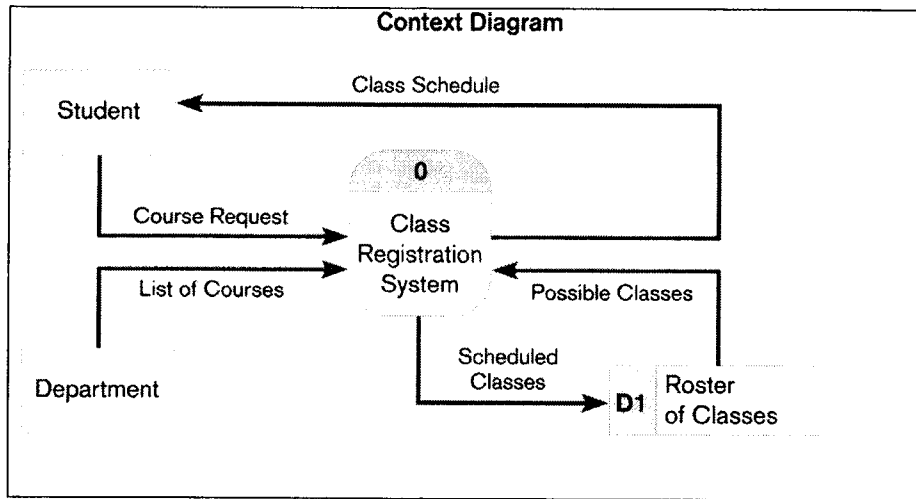 Context Diagram
Class Schedule
Student
0
Course Request
Class
Registration
System
List of Courses
Possible Classes
Scheduled
Classes
Department
D1
Roster
of Classes